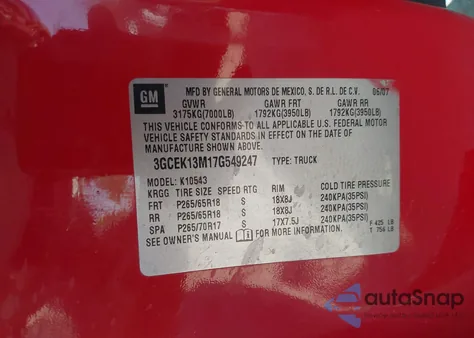 GM
MFD BY GENERAL MOTORS DE MEXICO, S. DE R.L. DE C.V. 06/07
GVWR GAWR FRT GAWR RR
3175KG(7000LB) 1792KG(3950LB) 1792KG(3950LB)
THIS VEHICLE CONFORMS TO ALL APPLICABLE U.S. FEDERAL MOTOR
VEHICLE SAFETY STANDARDS IN EFFECT ON THE DATE OF
MANUFACTURE SHOWN ABOVE.
3GCEK13M17G549247 TYPE: TRUCK
MODEL: K10543
KRGG TIRE SIZE SPEED RTG RIM COLD TIRE PRESSURE
FRT P265/65R18 S 18X8J 240KPA(35PSI)
RR P265/65R18 S 18X8J 240KPA(35PSI)
SPA P265/70R17 S 17X7.5J 240KPA(35PSI)
SEE OWNER'S MANUAL FOR MORE INFORMATION
F 425 LB
T 756 LB
autoSnap